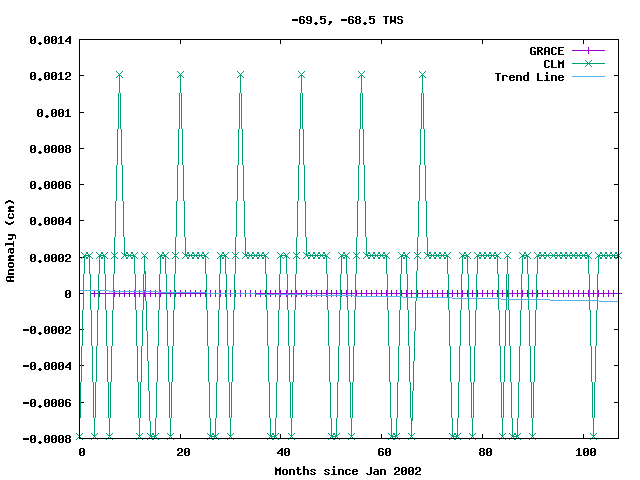 -69.5, -68.5 TWS
GRACE
CLM
Trend Line
0.0014
0.0012
0.001
0.0008
0.0006
0.0004
0.0002
0
-0.0002
-0.0004
-0.0006
-0.0008
Anomaly (cm)
0 20 40 60 80 100
Months since Jan 2002